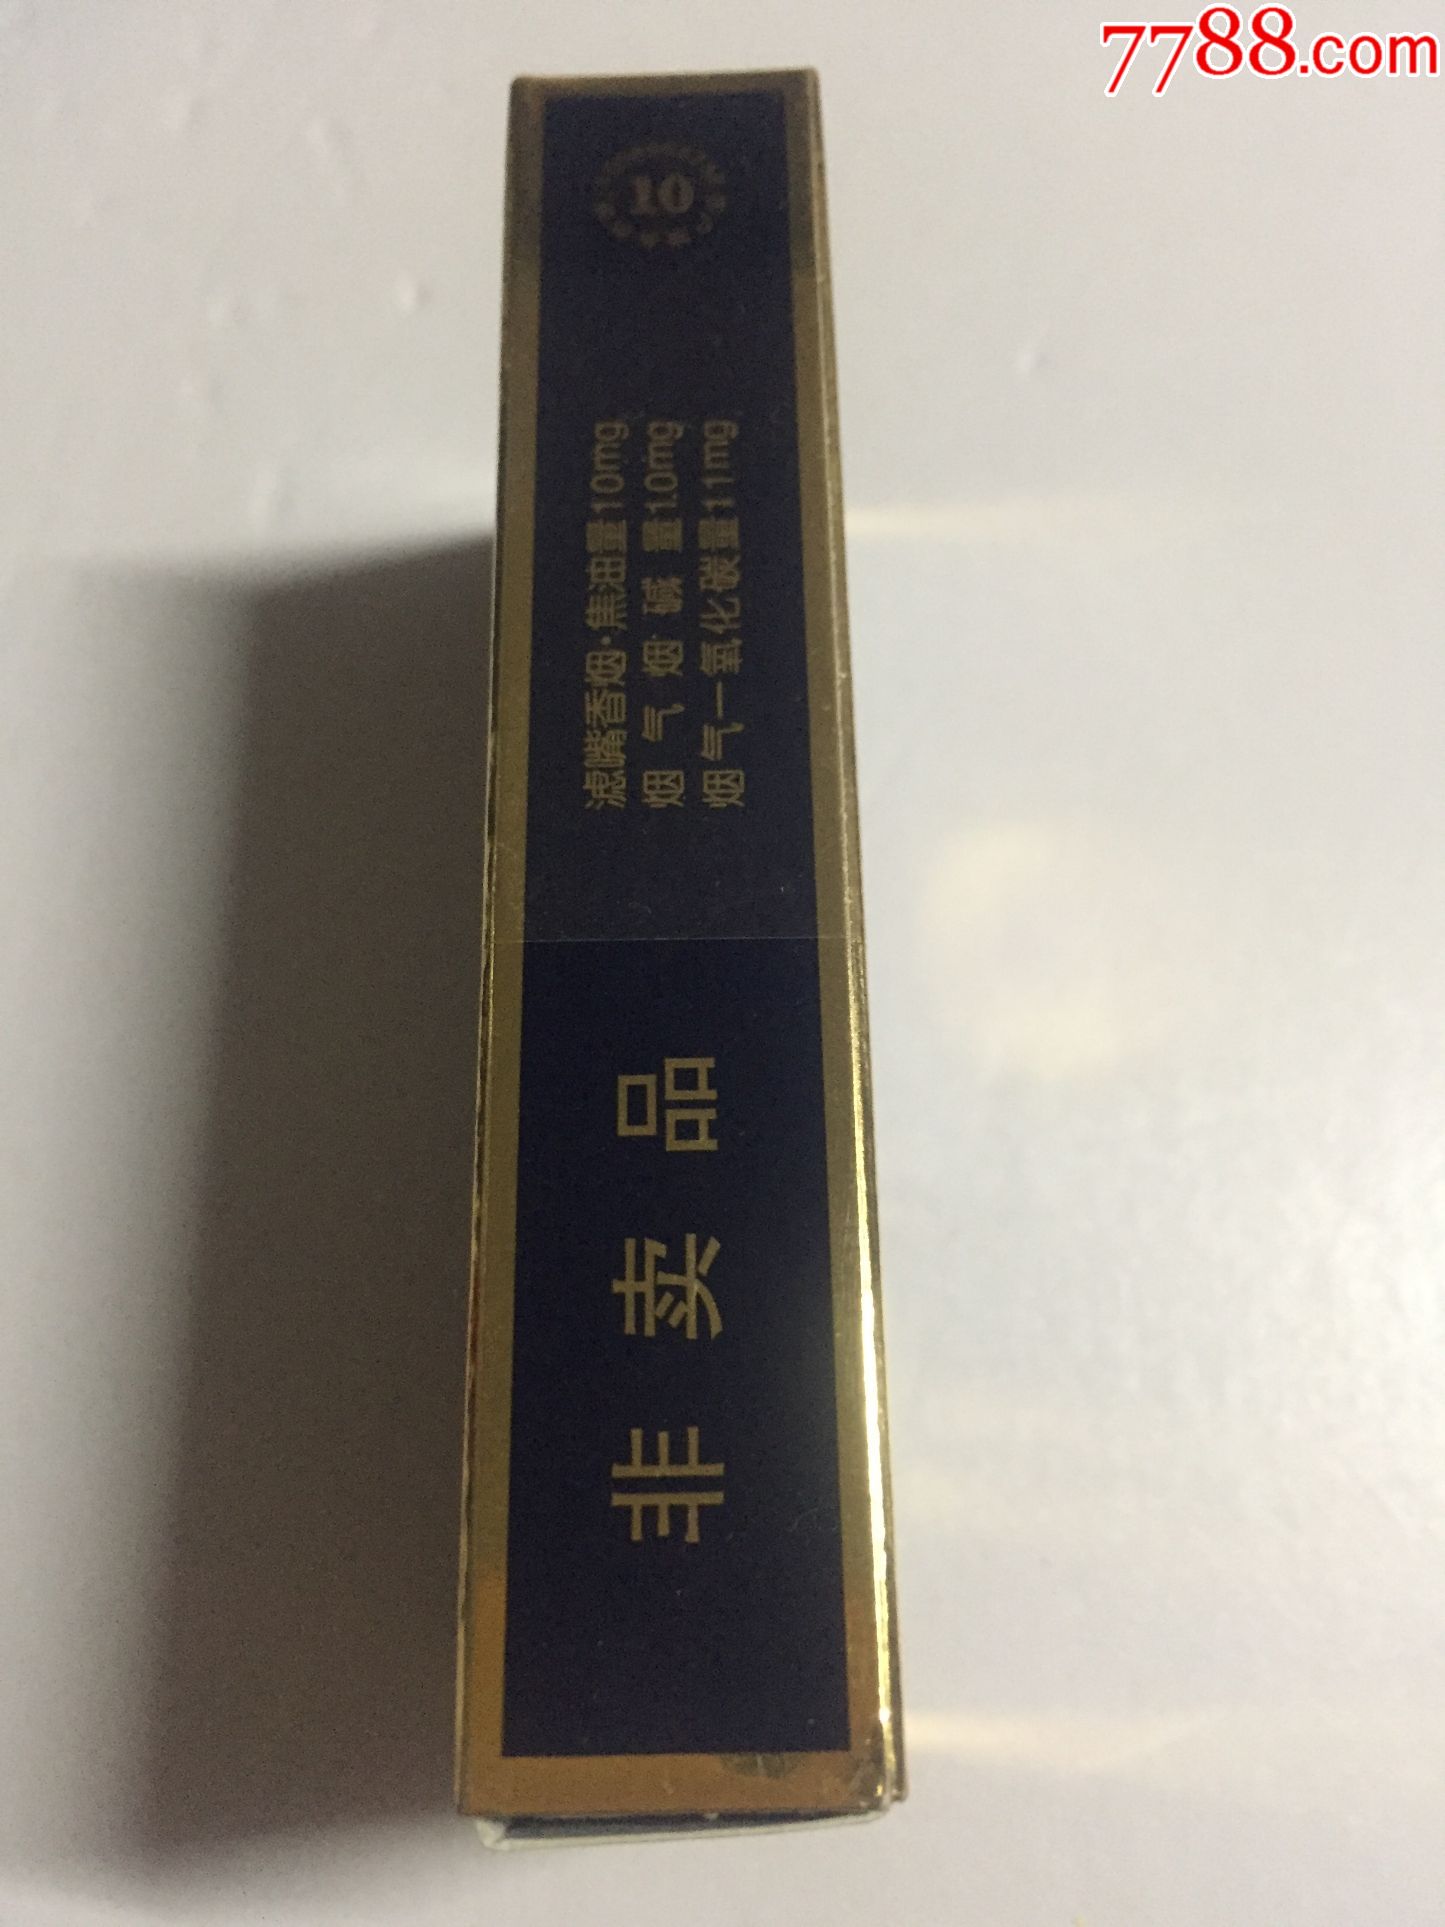 7788.com
10
滤嘴香烟·焦油量10mg
烟气烟碱量1.0mg
烟气一氧化碳量11mg
非卖品